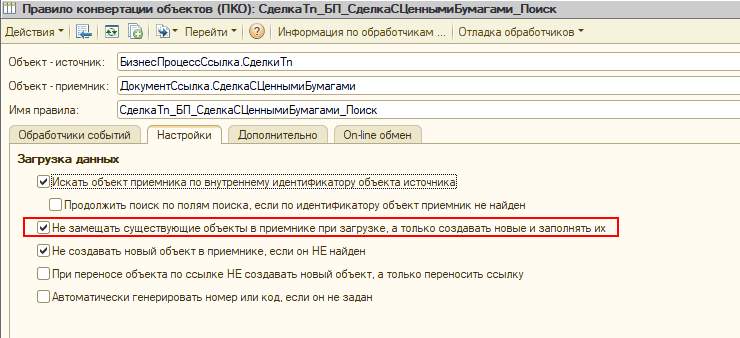 Правило конвертации объектов (ПКО): СделкаTn_БП_СделкаСЦеннымиБумагами_Поиск
Действия Перейти Информация по обработчикам ... Отладка обработчиков
Объект - источник: БизнесПроцессСсылка.СделкиTn
Объект - приемник: ДокументСсылка.СделкаСЦеннымиБумагами
Имя правила: СделкаTn_БП_СделкаСЦеннымиБумагами_Поиск
Обработчики событий Настройки Дополнительно On-line обмен
Загрузка данных
Искать объект приемника по внутреннему идентификатору объекта источника
Продолжить поиск по полям поиска, если по идентификатору объект приемник не найден
Не замещать существующие объекты в приемнике при загрузке, а только создавать новые и заполнять их
Не создавать новый объект в приемнике, если он НЕ найден
При переносе объекта по ссылке НЕ создавать новый объект, а только переносить ссылку
Автоматически генерировать номер или код, если он не задан